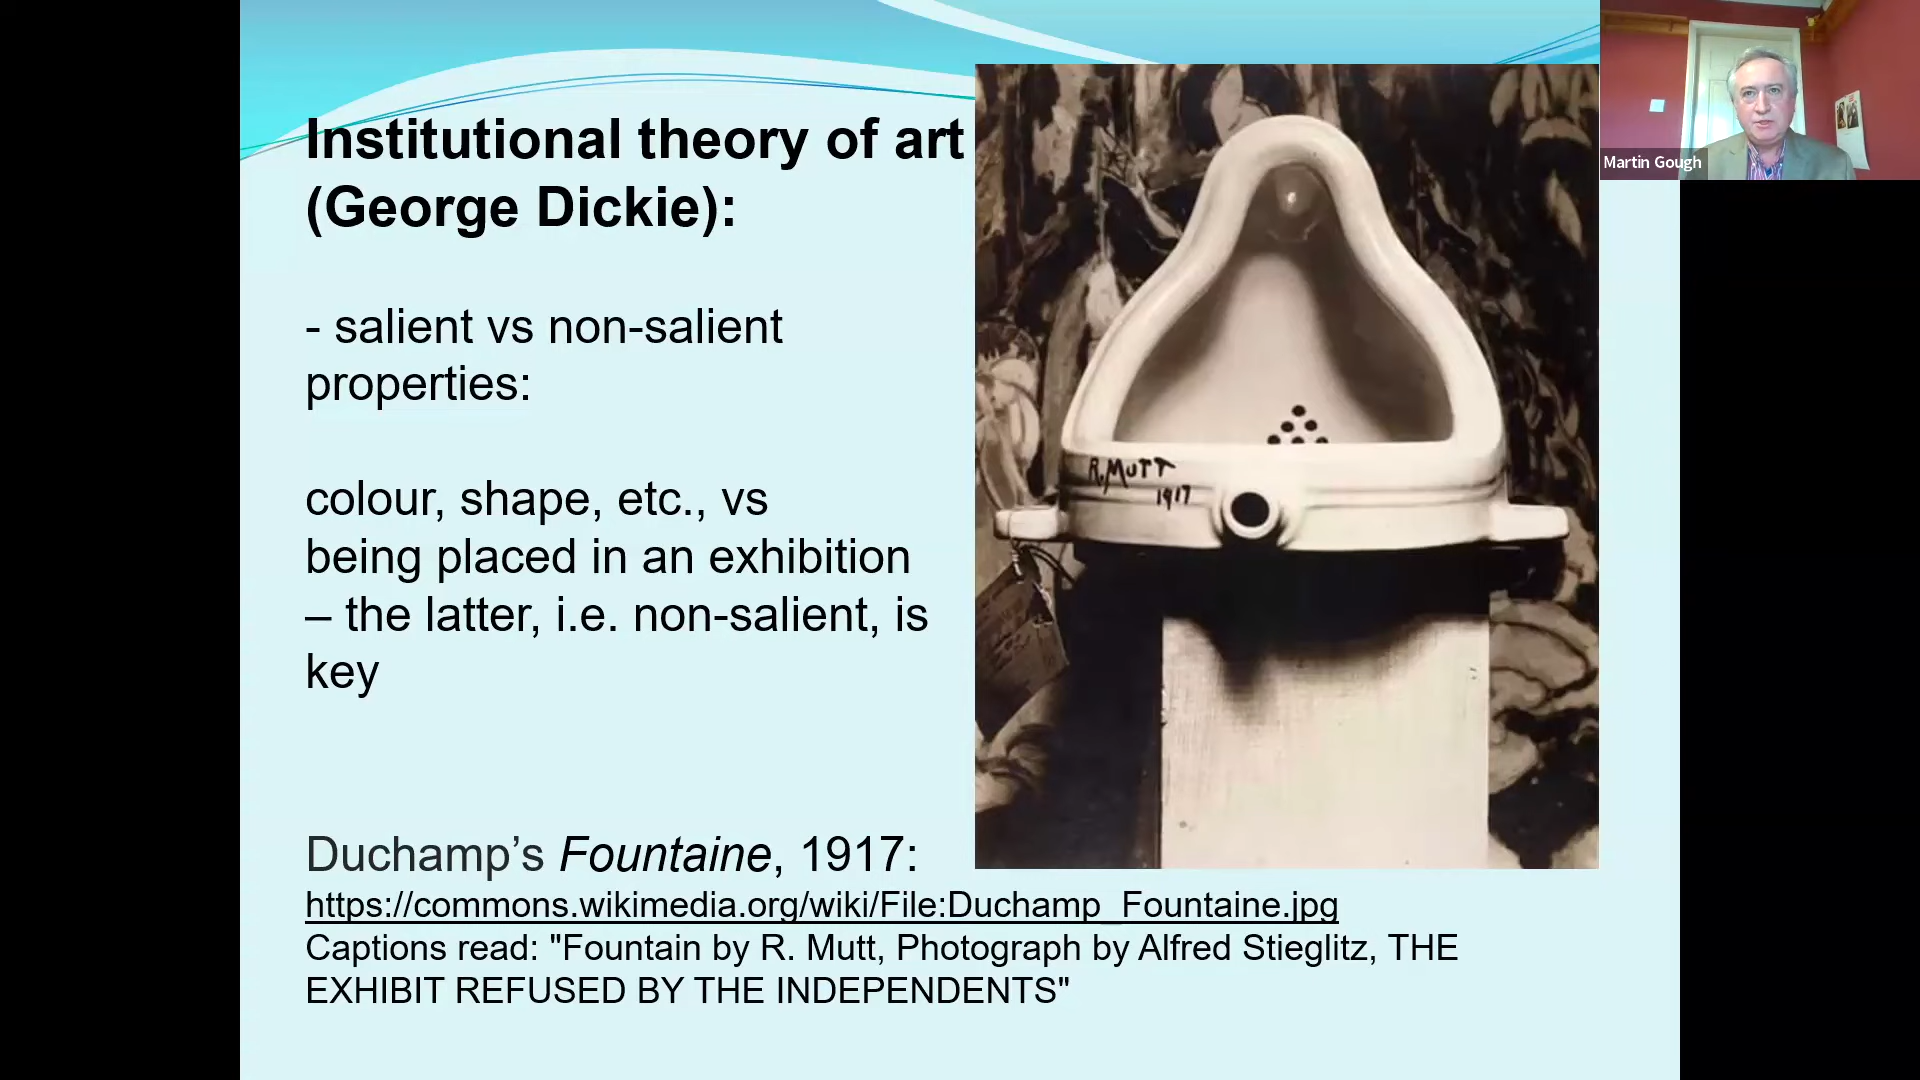 Institutional theory of art
(George Dickie):
- salient vs non-salient
properties:
colour, shape, etc., vs
being placed in an exhibition
– the latter, i.e. non-salient, is
key
R. MUTT
1917
Duchamp’s Fountaine, 1917:
https://commons.wikimedia.org/wiki/File:Duchamp_Fountaine.jpg
Captions read: "Fountain by R. Mutt, Photograph by Alfred Stieglitz, THE
EXHIBIT REFUSED BY THE INDEPENDENTS"
Martin Gough